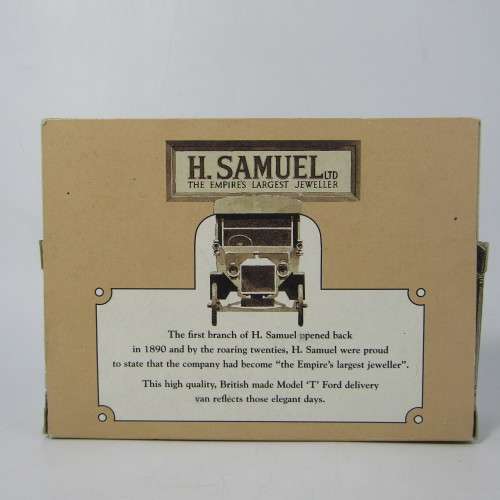 H. SAMUEL LTD
THE EMPIRE'S LARGEST JEWELLER
The first branch of H. Samuel opened back
in 1890 and by the roaring twenties, H. Samuel were proud
to state that the company had become “the Empire's largest jeweller”.
This high quality, British made Model ‘T’ Ford delivery
van reflects those elegant days.